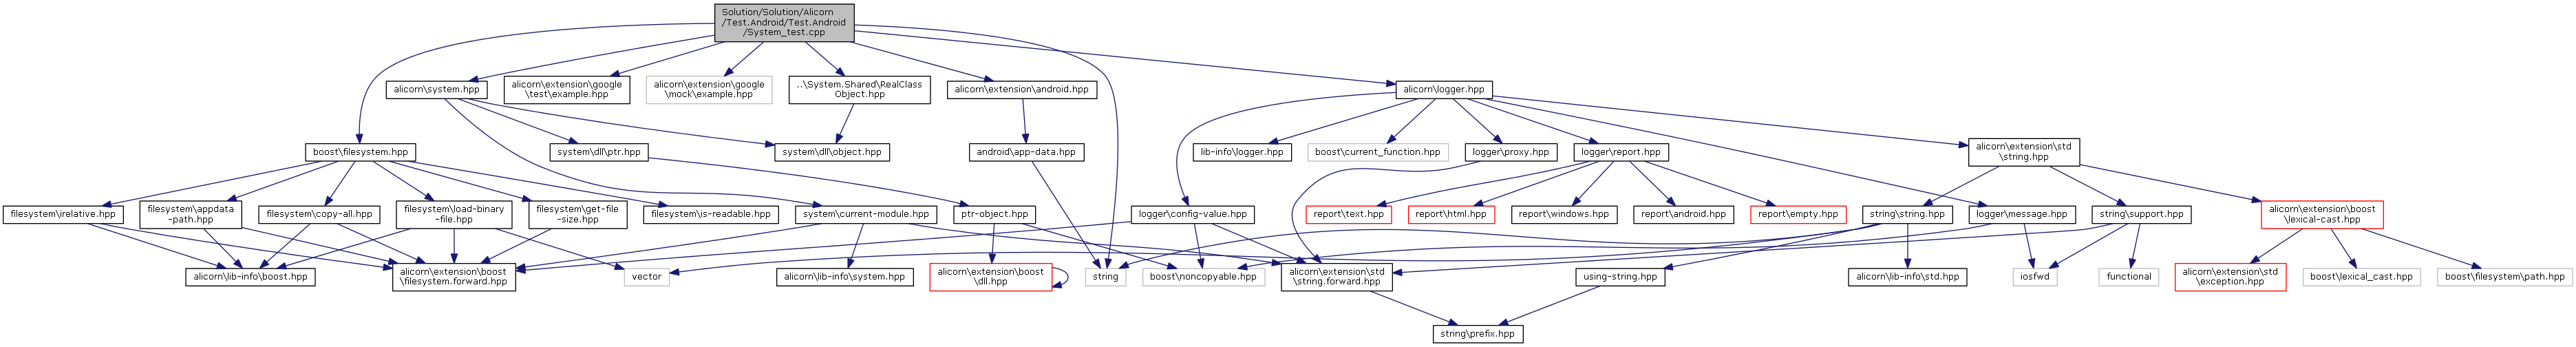 Solution/Solution/Alicorn
/Test.Android/Test.Android
/System_test.cpp
alicorn\system.hpp
alicorn\extension\google
\test\example.hpp
alicorn\extension\google
\mock\example.hpp
..\System.Shared\RealClass
Object.hpp
alicorn\extension\android.hpp
alicorn\logger.hpp
boost\filesystem.hpp
system\dll\ptr.hpp
system\dll\object.hpp
android\app-data.hpp
lib-info\logger.hpp
boost\current_function.hpp
logger\proxy.hpp
logger\report.hpp
alicorn\extension\std
\string.hpp
filesystem\irelative.hpp
filesystem\appdata
-path.hpp
filesystem\copy-all.hpp
filesystem\load-binary
-file.hpp
filesystem\get-file
-size.hpp
filesystem\is-readable.hpp
system\current-module.hpp
ptr-object.hpp
logger\config-value.hpp
report\text.hpp
report\html.hpp
report\windows.hpp
report\android.hpp
report\empty.hpp
string\string.hpp
logger\message.hpp
string\support.hpp
alicorn\extension\boost
\lexical-cast.hpp
alicorn\lib-info\boost.hpp
alicorn\extension\boost
\filesystem.forward.hpp
vector
alicorn\lib-info\system.hpp
alicorn\extension\boost
\dll.hpp
string
boost\noncopyable.hpp
alicorn\extension\std
\string.forward.hpp
using-string.hpp
alicorn\lib-info\std.hpp
iosfwd
functional
alicorn\extension\std
\exception.hpp
boost\lexical_cast.hpp
boost\filesystem\path.hpp
string\prefix.hpp